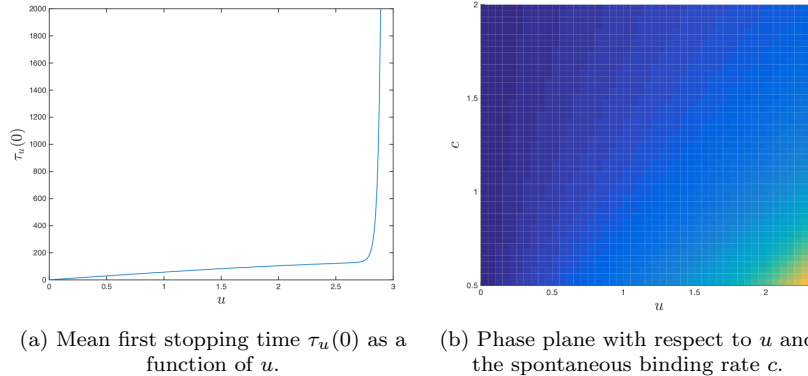 2000
1800
1600
1400
1200
1000
800
600
400
200
0
τ_u(0)
0 0.5 1 1.5 2 2.5 3
u
(a) Mean first stopping time τ_u(0) as a
function of u.
2
1.5
1
0.5
c
0 0.5 1 1.5 2
u
(b) Phase plane with respect to u and
the spontaneous binding rate c.